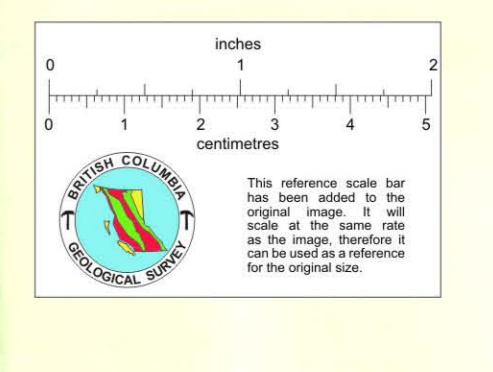 inches
0 1 2
0 1 2 3 4 5
centimetres
BRITISH COLUMBIA
GEOLOGICAL SURVEY
This reference scale bar
has been added to the
original image. It will
scale at the same rate
as the image, therefore it
can be used as a reference
for the original size.